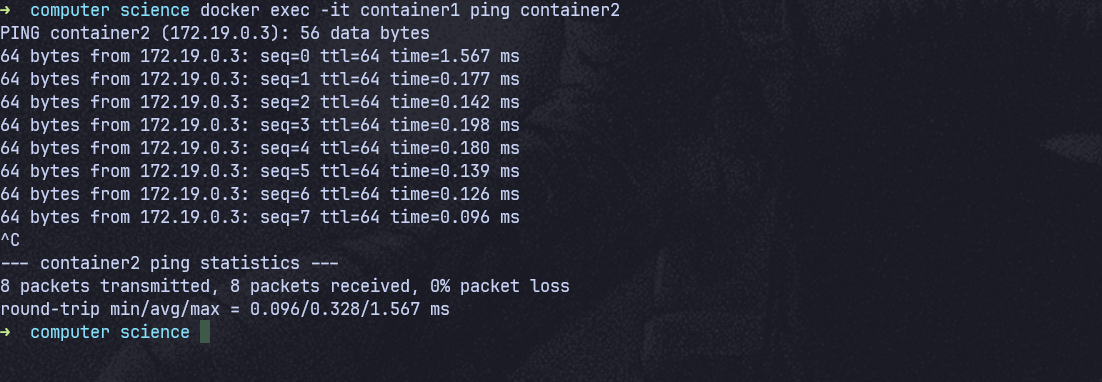 ➜ computer science docker exec -it container1 ping container2
PING container2 (172.19.0.3): 56 data bytes
64 bytes from 172.19.0.3: seq=0 ttl=64 time=1.567 ms
64 bytes from 172.19.0.3: seq=1 ttl=64 time=0.177 ms
64 bytes from 172.19.0.3: seq=2 ttl=64 time=0.142 ms
64 bytes from 172.19.0.3: seq=3 ttl=64 time=0.198 ms
64 bytes from 172.19.0.3: seq=4 ttl=64 time=0.180 ms
64 bytes from 172.19.0.3: seq=5 ttl=64 time=0.139 ms
64 bytes from 172.19.0.3: seq=6 ttl=64 time=0.126 ms
64 bytes from 172.19.0.3: seq=7 ttl=64 time=0.096 ms
^C
--- container2 ping statistics ---
8 packets transmitted, 8 packets received, 0% packet loss
round-trip min/avg/max = 0.096/0.328/1.567 ms
➜ computer science